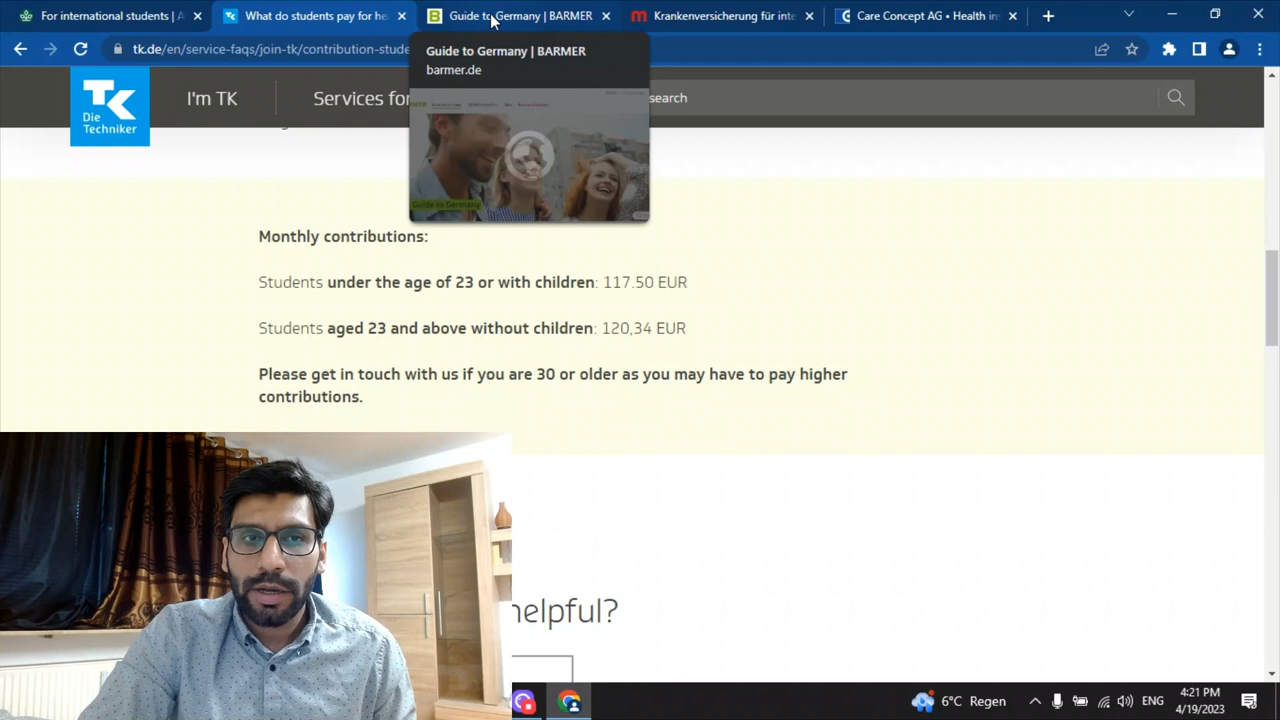 For international students | A
What do students pay for he
Guide to Germany | BARMER
Krankenversicherung für inte
Care Concept AG • Health in
tk.de/en/service-faqs/join-tk/contribution-stude
Guide to Germany | BARMER
barmer.de
Guide to Germany
TK
Die
Techniker
I'm TK
Services for
search
Monthly contributions:
Students under the age of 23 or with children: 117.50 EUR
Students aged 23 and above without children: 120,34 EUR
Please get in touch with us if you are 30 or older as you may have to pay higher
contributions.
helpful?
6°C Regen
ENG
4:21 PM
4/19/2023